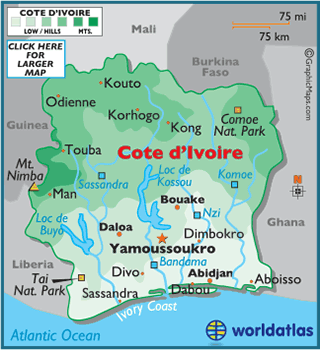 COTE D'IVOIRE
LOW / HILLS MTS.
CLICK HERE
FOR
LARGER
MAP
75 mi
75 km
©GraphicMaps.com
Mali
Burkina
Faso
Guinea
Ghana
Liberia
Kouto
Odienne
Korhogo
Kong
Comoe
Nat. Park
Touba
Cote d'Ivoire
Mt.
Nimba
Sassandra
Loc de
Kossou
Komoe
Man
Bouake
Nzi
Loc de
Buyo
Daloa
Dimbokro
Yamoussoukro
Bandama
Tai
Nat. Park
Divo
Abidjan
Aboisso
Sassandra
Dabou
Ivory Coast
Atlantic Ocean
worldatlas